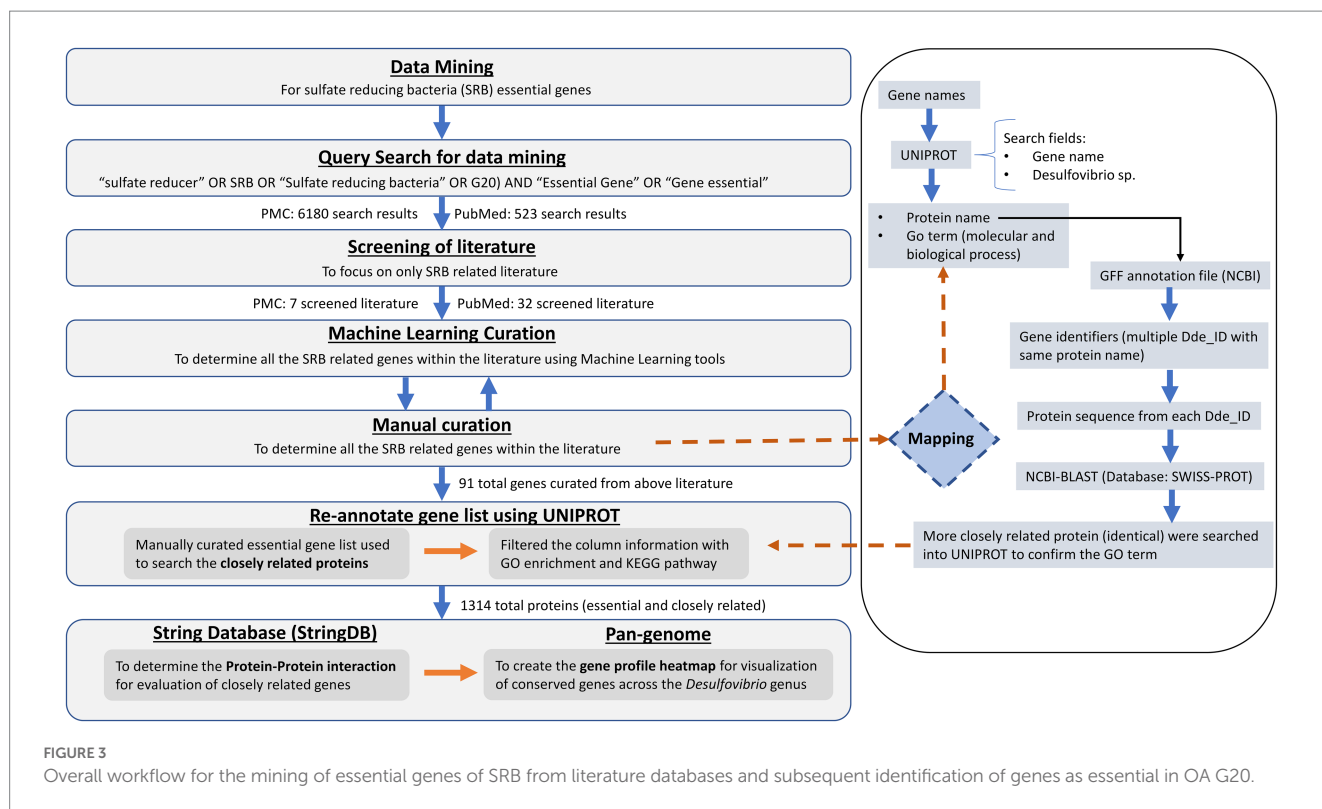 Data Mining
For sulfate reducing bacteria (SRB) essential genes
Query Search for data mining
“sulfate reducer” OR SRB OR “Sulfate reducing bacteria” OR G20) AND “Essential Gene” OR “Gene essential”
PMC: 6180 search results
PubMed: 523 search results
Screening of literature
To focus on only SRB related literature
PMC: 7 screened literature
PubMed: 32 screened literature
Machine Learning Curation
To determine all the SRB related genes within the literature using Machine Learning tools
Manual curation
To determine all the SRB related genes within the literature
91 total genes curated from above literature
Re-annotate gene list using UNIPROT
Manually curated essential gene list used
to search the closely related proteins
Filtered the column information with
GO enrichment and KEGG pathway
1314 total proteins (essential and closely related)
String Database (StringDB)
To determine the Protein-Protein interaction
for evaluation of closely related genes
Pan-genome
To create the gene profile heatmap for visualization
of conserved genes across the Desulfovibrio genus
Gene names
UNIPROT
Search fields:
• Gene name
• Desulfovibrio sp.
• Protein name
• Go term (molecular and
biological process)
GFF annotation file (NCBI)
Gene identifiers (multiple Dde_ID with
same protein name)
Protein sequence from each Dde_ID
Mapping
NCBI-BLAST (Database: SWISS-PROT)
More closely related protein (identical) were searched
into UNIPROT to confirm the GO term
FIGURE 3
Overall workflow for the mining of essential genes of SRB from literature databases and subsequent identification of genes as essential in OA G20.